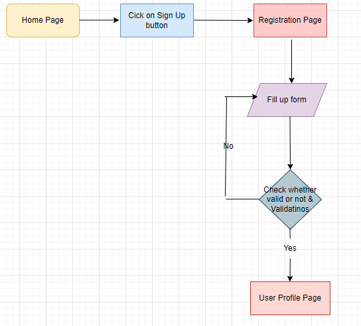 Home Page
Cick on Sign Up
button
Registration Page
Fill up form
No
Check whether
valid or not &
Validatinos
Yes
User Profile Page